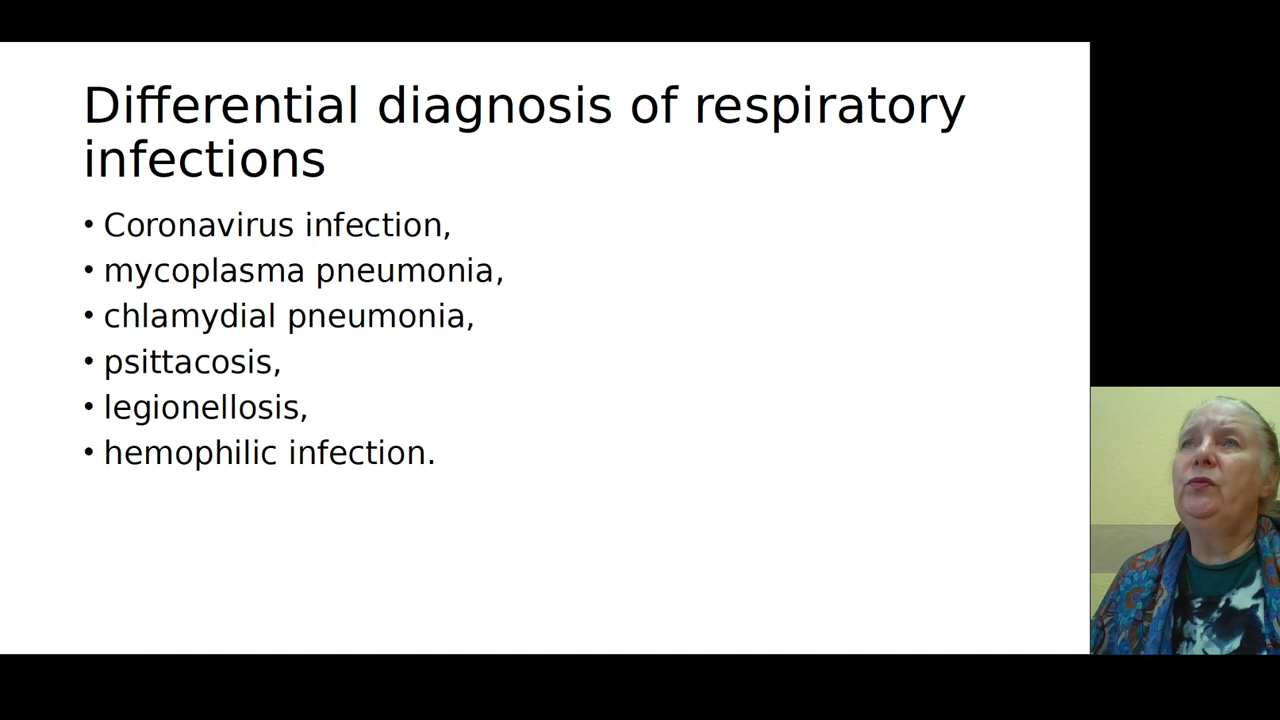 Differential diagnosis of respiratory
infections
• Coronavirus infection,
• mycoplasma pneumonia,
• chlamydial pneumonia,
• psittacosis,
• legionellosis,
• hemophilic infection.